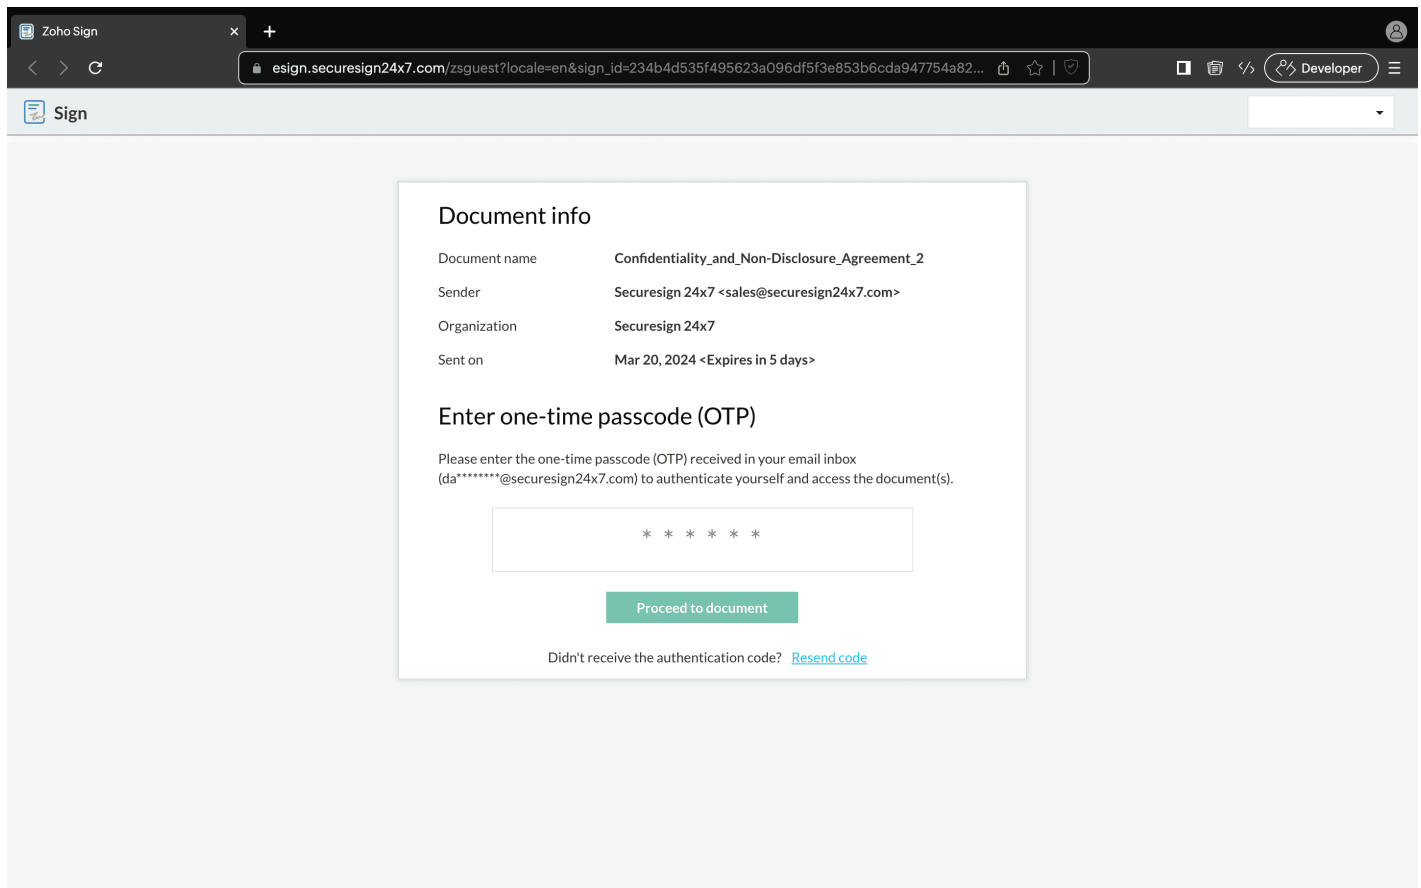 Zoho Sign
esign.securesign24x7.com/zsguest?locale=en&sign_id=234b4d535f495623a096df5f3e853b6cda947754a82...
Developer
Sign
Document info
Document name Confidentiality_and_Non-Disclosure_Agreement_2
Sender Securesign 24x7 <sales@securesign24x7.com>
Organization Securesign 24x7
Sent on Mar 20, 2024 <Expires in 5 days>
Enter one-time passcode (OTP)
Please enter the one-time passcode (OTP) received in your email inbox
(da********@securesign24x7.com) to authenticate yourself and access the document(s).
* * * * * *
Proceed to document
Didn't receive the authentication code? Resend code